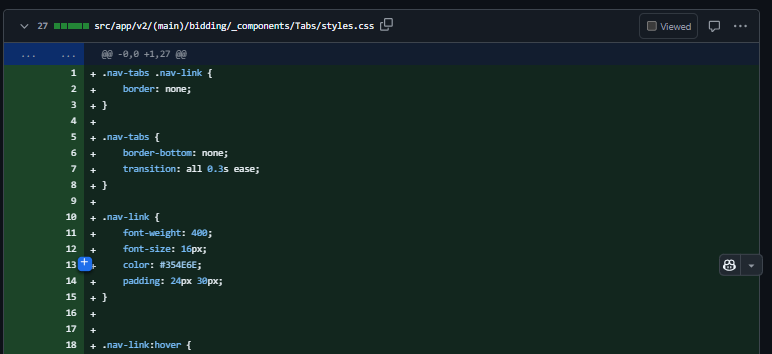 27 src/app/v2/(main)/bidding/_components/Tabs/styles.css Viewed
... ... @@ -0,0 +1,27 @@
1 + .nav-tabs .nav-link {
2 +     border: none;
3 + }
4 +
5 + .nav-tabs {
6 +     border-bottom: none;
7 +     transition: all 0.3s ease;
8 + }
9 +
10 + .nav-link {
11 +     font-weight: 400;
12 +     font-size: 16px;
13 +     color: #354E6E;
14 +     padding: 24px 30px;
15 + }
16 +
17 +
18 + .nav-link:hover {